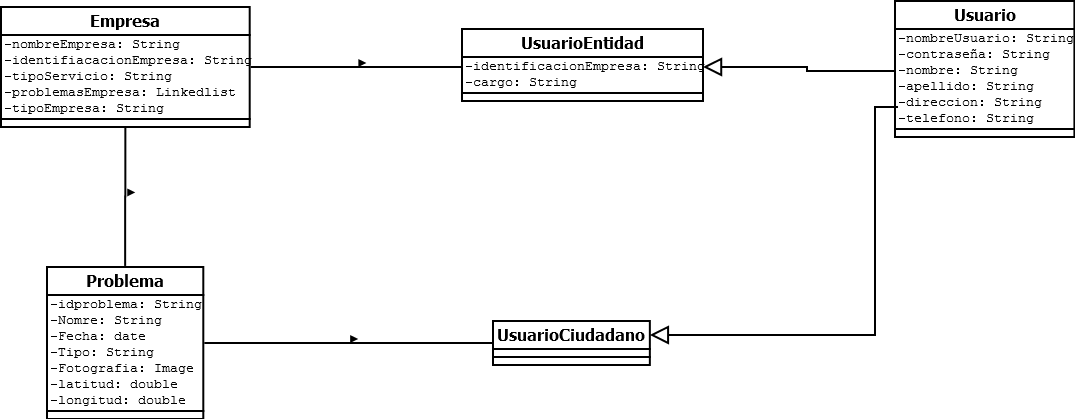 Empresa
-nombreEmpresa: String
-identifiacacionEmpresa: String
-tipoServicio: String
-problemasEmpresa: Linkedlist
-tipoEmpresa: String
UsuarioEntidad
-identificacionEmpresa: String
-cargo: String
Usuario
-nombreUsuario: String
-contraseña: String
-nombre: String
-apellido: String
-direccion: String
-telefono: String
Problema
-idproblema: String
-Nomre: String
-Fecha: date
-Tipo: String
-Fotografia: Image
-latitud: double
-longitud: double
UsuarioCiudadano